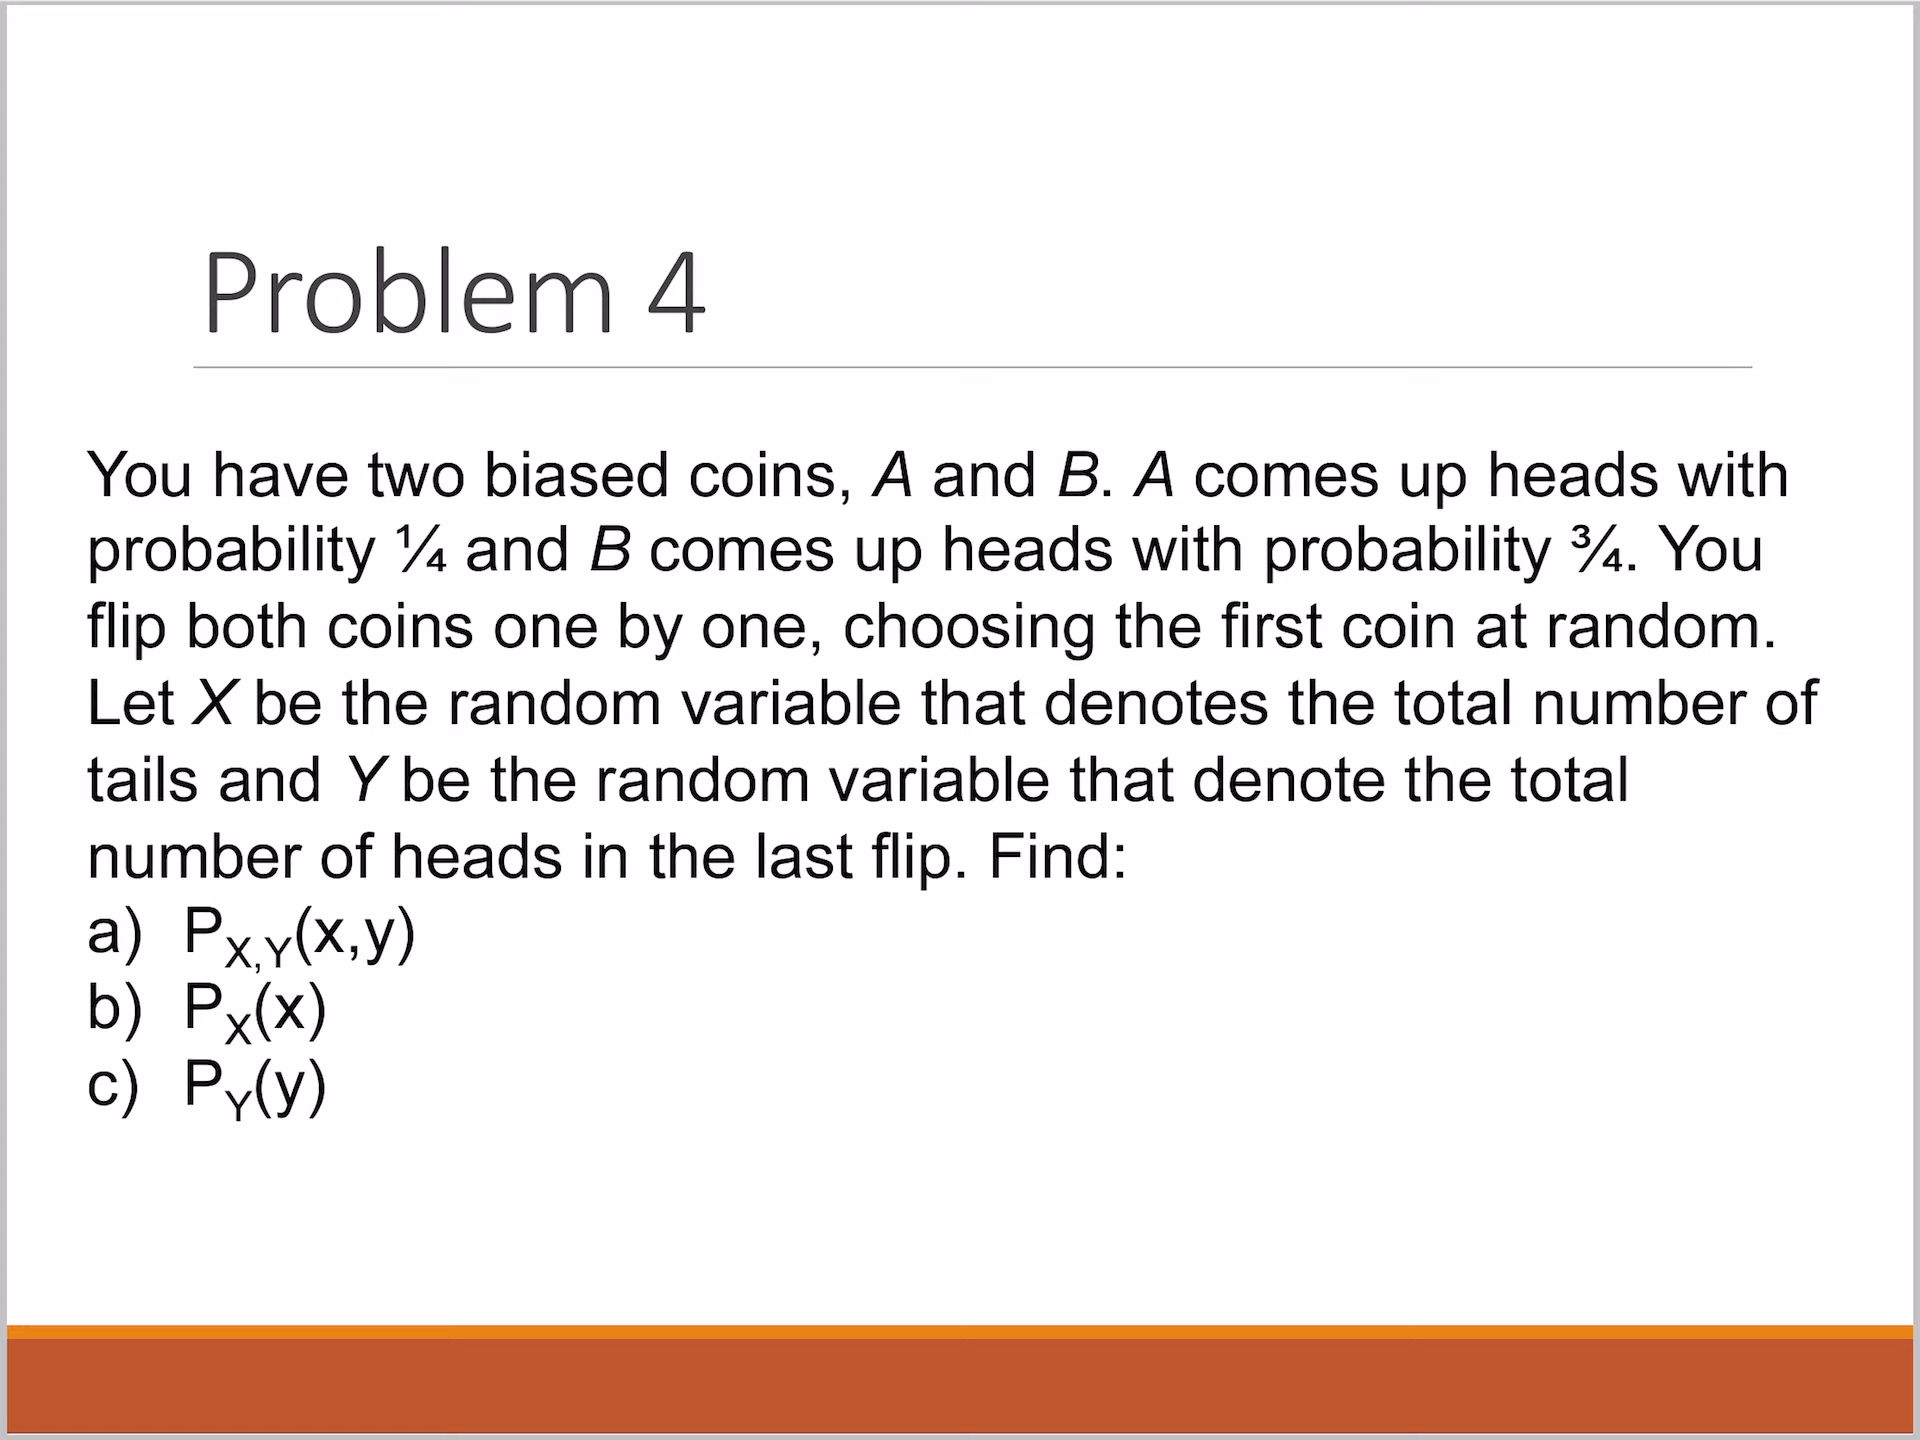 Problem 4
You have two biased coins, A and B. A comes up heads with
probability ¼ and B comes up heads with probability ¾. You
flip both coins one by one, choosing the first coin at random.
Let X be the random variable that denotes the total number of
tails and Y be the random variable that denote the total
number of heads in the last flip. Find:
a) P_{X,Y}(x,y)
b) P_X(x)
c) P_Y(y)